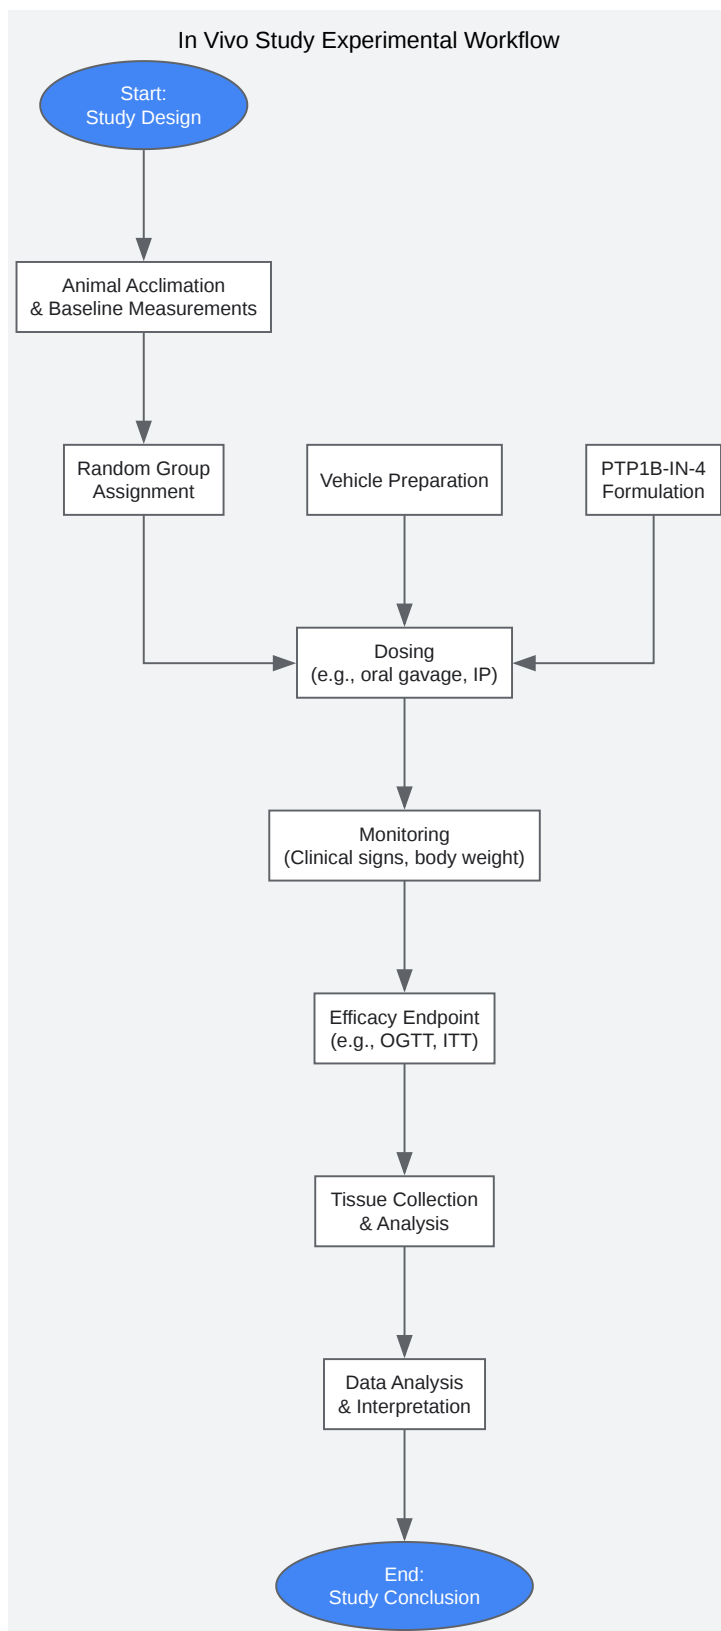 In Vivo Study Experimental Workflow
Start:
Study Design
Animal Acclimation
& Baseline Measurements
Random Group
Assignment
Vehicle Preparation
PTP1B-IN-4
Formulation
Dosing
(e.g., oral gavage, IP)
Monitoring
(Clinical signs, body weight)
Efficacy Endpoint
(e.g., OGTT, ITT)
Tissue Collection
& Analysis
Data Analysis
& Interpretation
End:
Study Conclusion